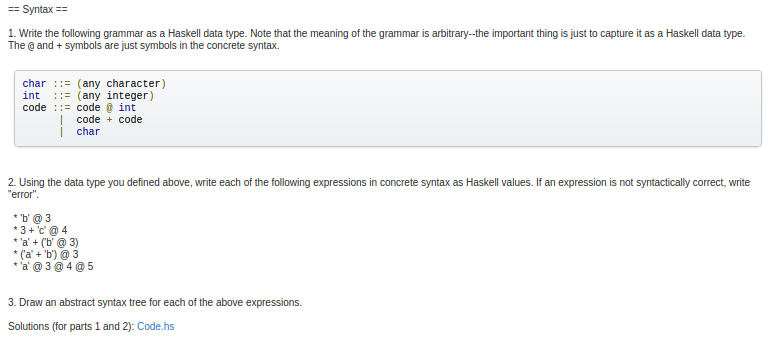 == Syntax ==
1. Write the following grammar as a Haskell data type. Note that the meaning of the grammar is arbitrary--the important thing is just to capture it as a Haskell data type.
The @ and + symbols are just symbols in the concrete syntax.
char ::= (any character)
int ::= (any integer)
code ::= code @ int
| code + code
| char
2. Using the data type you defined above, write each of the following expressions in concrete syntax as Haskell values. If an expression is not syntactically correct, write
"error".
* 'b' @ 3
* 3 + 'c' @ 4
* 'a' + ('b' @ 3)
* ('a' + 'b') @ 3
* 'a' @ 3 @ 4 @ 5
3. Draw an abstract syntax tree for each of the above expressions.
Solutions (for parts 1 and 2): Code.hs